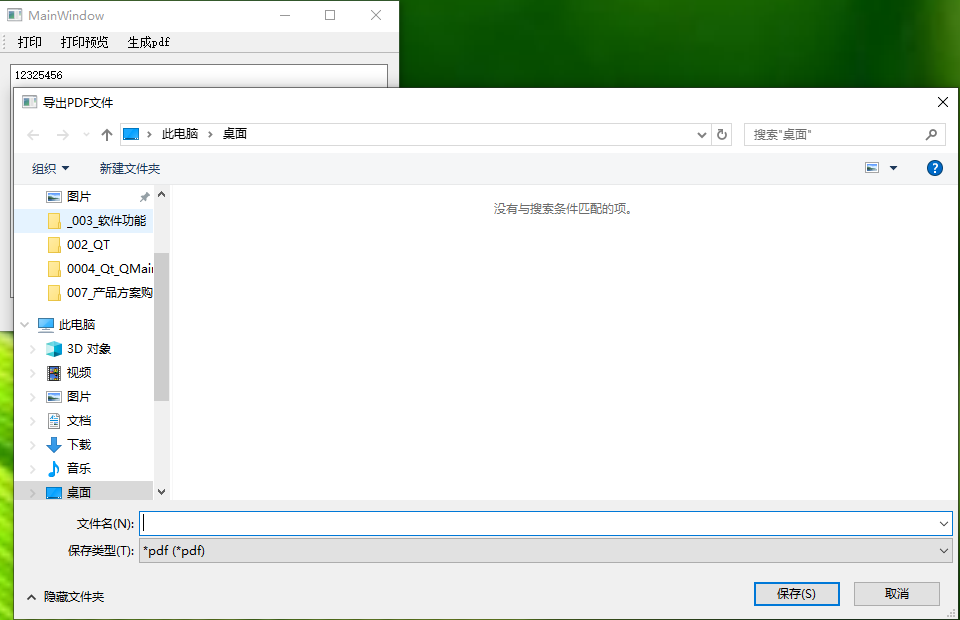 MainWindow
打印 打印预览 生成pdf
12325456
导出PDF文件
此电脑 桌面 搜索"桌面"
组织 新建文件夹
图片
_003_软件功能
002_QT
0004_Qt_QMai
007_产品方案购
此电脑
3D 对象
视频
图片
文档
下载
音乐
桌面
没有与搜索条件匹配的项。
文件名(N):
保存类型(T): *pdf (*pdf)
隐藏文件夹 保存(S) 取消